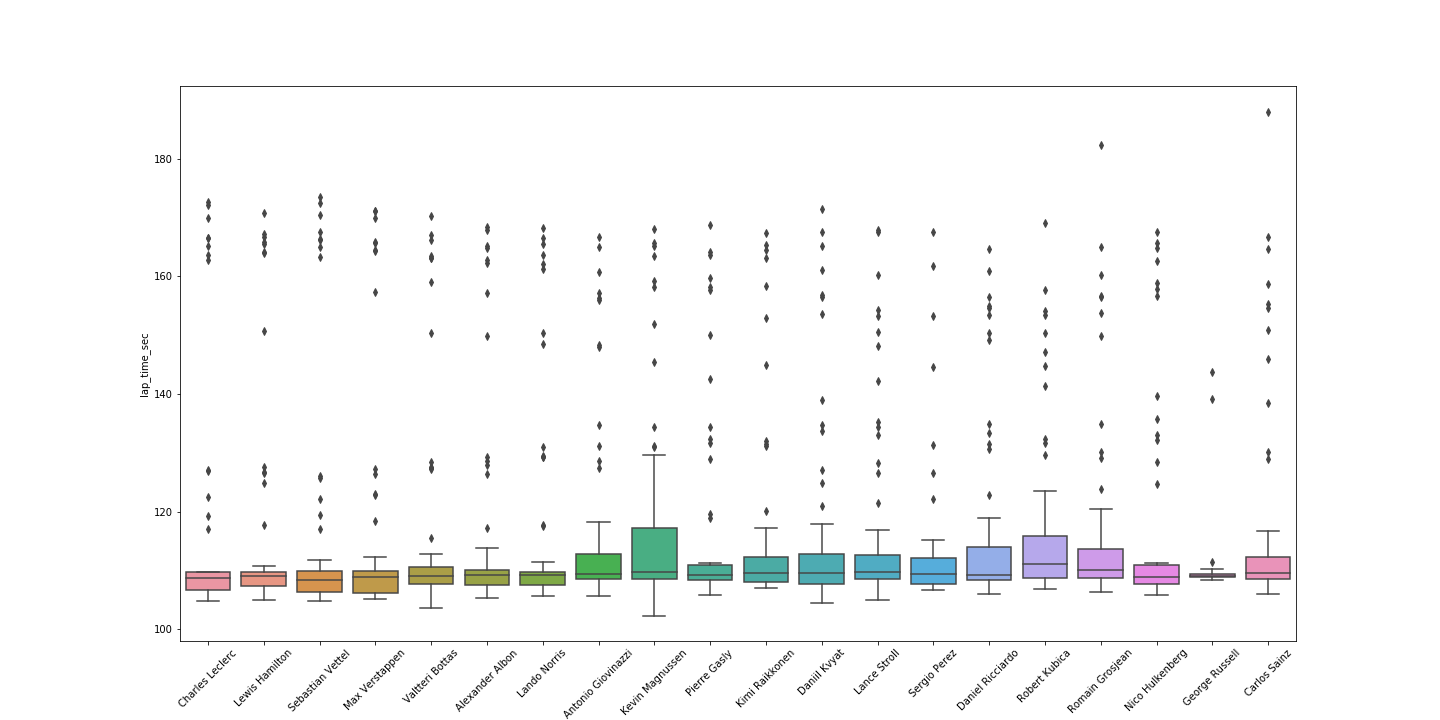 180
160
140
120
100
lap_time_sec
Charles Leclerc
Lewis Hamilton
Sebastian Vettel
Max Verstappen
Valtteri Bottas
Alexander Albon
Lando Norris
Antonio Giovinazzi
Kevin Magnussen
Pierre Gasly
Kimi Raikkonen
Daniil Kvyat
Lance Stroll
Sergio Perez
Daniel Ricciardo
Robert Kubica
Romain Grosjean
Nico Hulkenberg
George Russell
Carlos Sainz